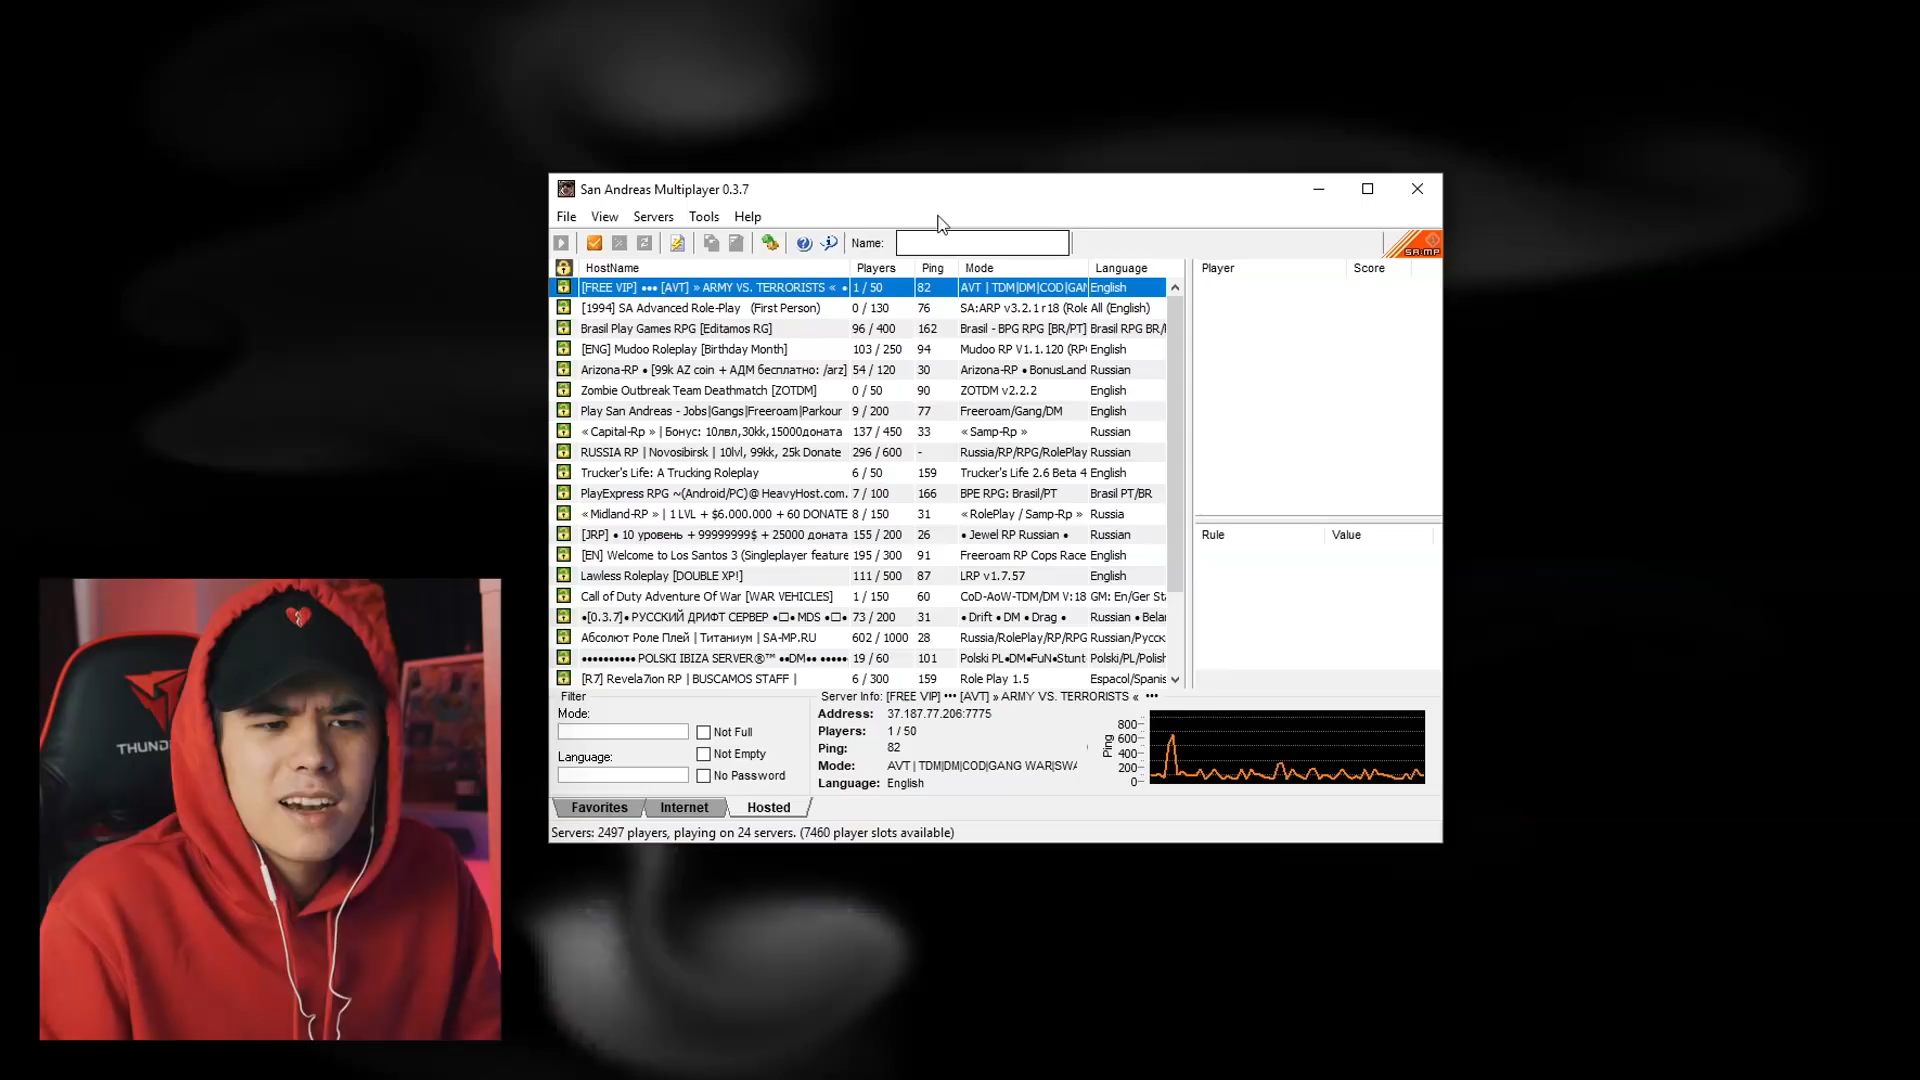 San Andreas Multiplayer 0.3.7
File View Servers Tools Help
Name:
SA:MP
HostName Players Ping Mode Language
[FREE VIP] ••• [AVT] » ARMY VS. TERRORISTS « • 1 / 50 82 AVT | TDM|DM|COD|GAN English
[1994] SA Advanced Role-Play (First Person) 0 / 130 76 SA:ARP v3.2.1 r18 (Role All (English)
Brasil Play Games RPG [Editamos RG] 96 / 400 162 Brasil - BPG RPG [BR/PT] Brasil RPG BR/
[ENG] Mudoo Roleplay [Birthday Month] 103 / 250 94 Mudoo RP V1.1.120 (RP English
Arizona-RP • [99k AZ coin + АДМ бесплатно: /arz] 54 / 120 30 Arizona-RP • BonusLand Russian
Zombie Outbreak Team Deathmatch [ZOTDM] 0 / 50 90 ZOTDM v2.2.2 English
Play San Andreas - Jobs|Gangs|Freeroam|Parkour 9 / 200 77 Freeroam/Gang/DM English
« Capital-Rp » | Бонус: 10лвл,30kk,15000доната 137 / 450 33 « Samp-Rp » Russian
RUSSIA RP | Novosibirsk | 10lvl, 99kk, 25k Donate 296 / 600 - Russia/RP/RPG/RolePlay Russian
Trucker's Life: A Trucking Roleplay 6 / 50 159 Trucker's Life 2.6 Beta 4 English
PlayExpress RPG ~(Android/PC)@ HeavyHost.com. 7 / 100 166 BPE RPG: Brasil/PT Brasil PT/BR
« Midland-RP » | 1 LVL + $6.000.000 + 60 DONATE 8 / 150 31 « RolePlay / Samp-Rp » Russia
[JRP] • 10 уровень + 99999999$ + 25000 доната 155 / 200 26 • Jewel RP Russian • Russian
[EN] Welcome to Los Santos 3 (Singleplayer feature 195 / 300 91 Freeroam RP Cops Race English
Lawless Roleplay [DOUBLE XP!] 111 / 500 87 LRP v1.7.57 English
Call of Duty Adventure Of War [WAR VEHICLES] 1 / 150 60 CoD-AoW-TDM/DM V:18 GM: En/Ger St
•[0.3.7]• РУССКИЙ ДРИФТ СЕРВЕР •□• MDS •□• 73 / 200 31 • Drift • DM • Drag • Russian • Bela
Абсолют Роле Плей | Титаниум | SA-MP.RU 602 / 1000 28 Russia/RolePlay/RP/RPG Russian/Русск
•••••••••• POLSKI IBIZA SERVER®™ ••DM•• ••••• 19 / 60 101 Polski PL•DM•FuN•Stunt Polski/PL/Polish
[R7] Revela7ion RP | BUSCAMOS STAFF | 6 / 300 159 Role Play 1.5 Espacol/Spanis
Player Score
Rule Value
Filter
Mode:
Not Full
Not Empty
Language:
No Password
Server Info: [FREE VIP] ••• [AVT] » ARMY VS. TERRORISTS « •••
Address: 37.187.77.206:7775
Players: 1 / 50
Ping: 82
Mode: AVT | TDM|DM|COD|GANG WAR|SWA
Language: English
Ping
800
600
400
200
0
Favorites Internet Hosted
Servers: 2497 players, playing on 24 servers. (7460 player slots available)
THUND